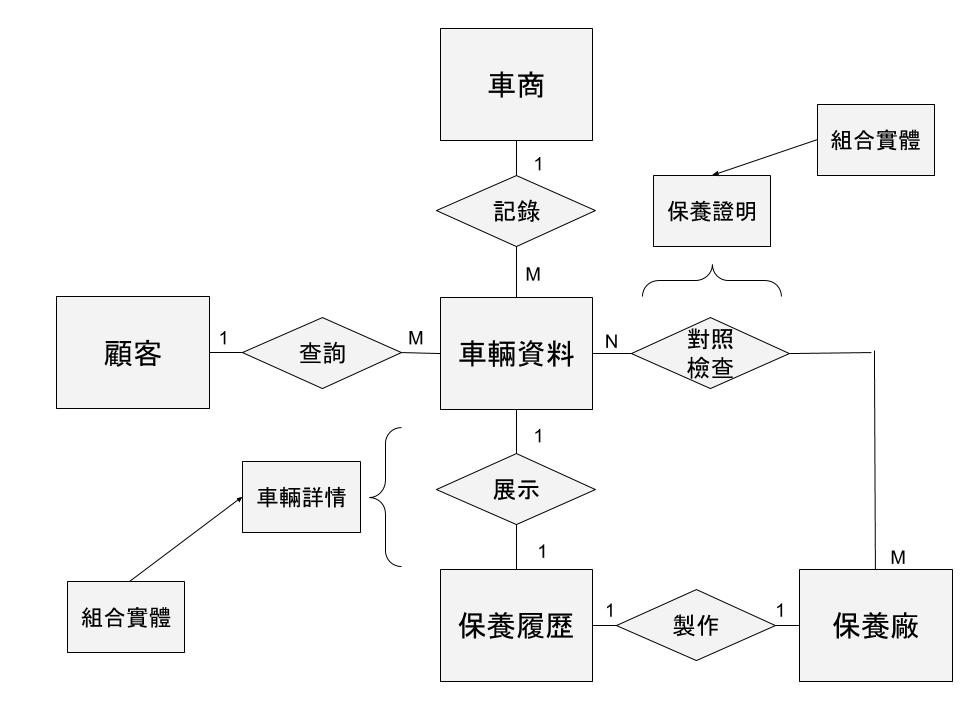 車商
組合實體
1
保養證明
記錄
M
顧客
1
查詢
M
車輛資料
N
對照
檢查
1
車輛詳情
展示
1
M
組合實體
保養履歷
1
製作
1
保養廠